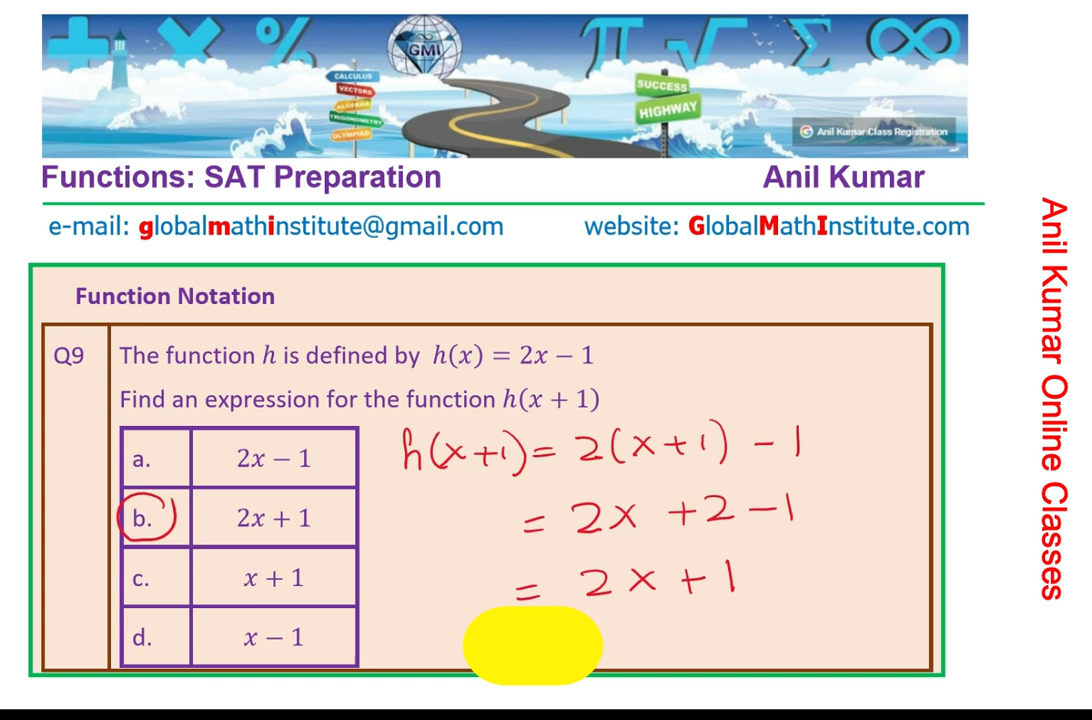 GMI
CALCULUS
VECTORS
ALGEBRA
TRIGONOMETRY
OLYMPIAD
SUCCESS
HIGHWAY
Anil Kumar Class Registration
Functions: SAT Preparation Anil Kumar
e-mail: globalmathinstitute@gmail.com website: GlobalMathInstitute.com
Function Notation
Q9 The function h is defined by h(x) = 2x − 1
Find an expression for the function h(x + 1)
a. 2x − 1
b. 2x + 1
c. x + 1
d. x − 1
h(x+1) = 2(x+1) − 1
= 2x + 2 − 1
= 2x + 1
Anil Kumar Online Classes